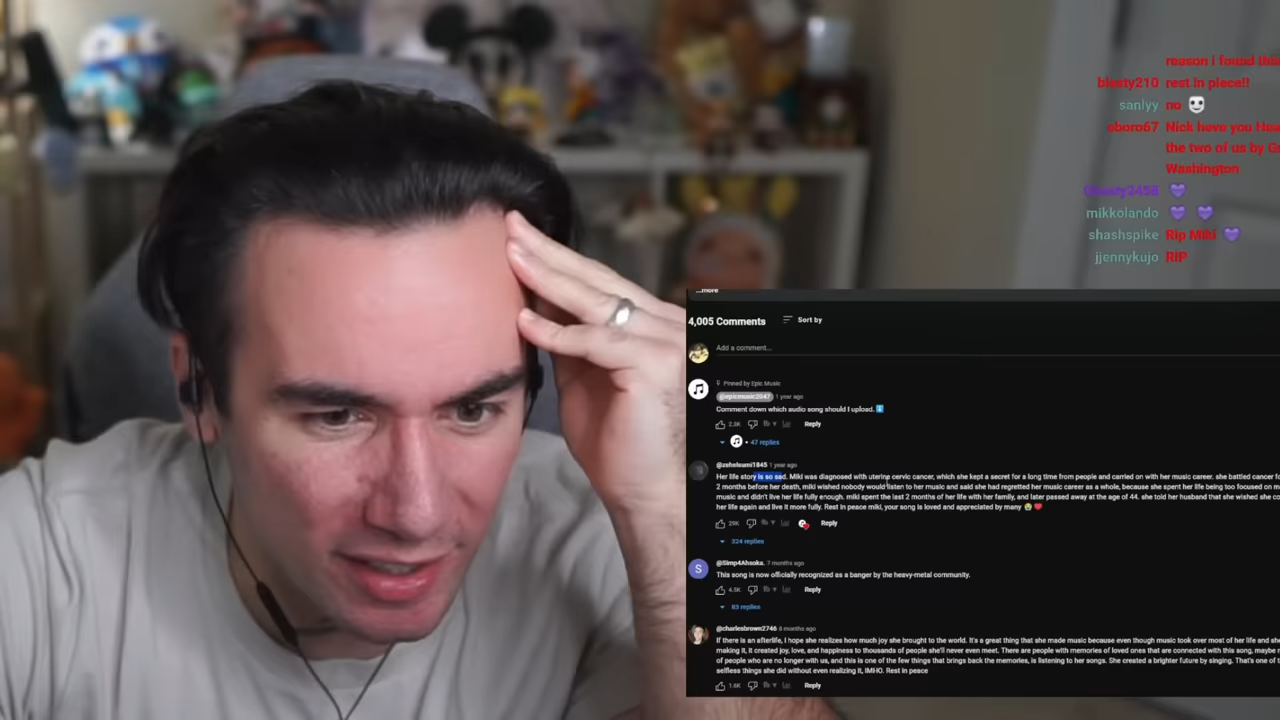 reason i found this
blasty210 rest in piece!!
sanlyy no
oboro67 Nick have you
the two of us by
Washington
Ghosty2458
mikkolando
shashspike Rip Miki
jjennykujo RIP
...more
4,005 Comments Sort by
Add a comment...
Pinned by Epic Music
@epicmusic2047 1 year ago
Comment down which audio song should I upload.
Reply
47 replies
1 year ago
Her life story is so sad. Miki was diagnosed with uterine cervic cancer, which she kept a secret for a long time from people and carried on with her music career. she battled cancer
2 months before her death, miki wished nobody would listen to her music and said she had regretted her music career as a whole, because she spent her life being too focused on
music and didn't live her life fully enough. miki spent the last 2 months of her life with her family, and later passed away at the age of 44. she told her husband that she wished she
her life again and live it more fully. Rest in peace miki, your song is loved and appreciated by many
29K Reply
324 replies
S
@Simp4Ahsoka. 7 months ago
This song is now officially recognized as a banger by the heavy-metal community.
4.5K Reply
83 replies
@charlesbrown2746 8 months ago
If there is an afterlife, I hope she realizes how much joy she brought to the world. It's a great thing that she made music because even though music took over most of her life and
making it, it created joy, love, and happiness to thousands of people she'll never even meet. There are people with memories of loved ones that are connected with this song, maybe
of people who are no longer with us, and this is one of the few things that brings back the memories, is listening to her songs. She created a brighter future by singing. That's one of
selfless things she did without even realizing it, IMHO. Rest in peace
1.6K Reply